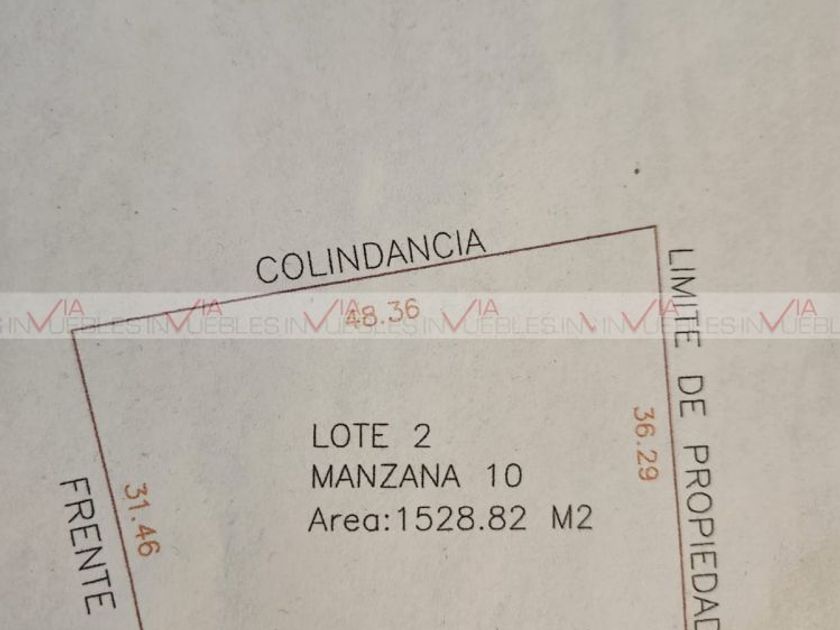 COLINDANCIA
48.36
INVIA INMUEBLES
LIMITE DE PROPIEDAD
36.29
LOTE 2
MANZANA 10
Area:1528.82 M2
31.46
FRENTE